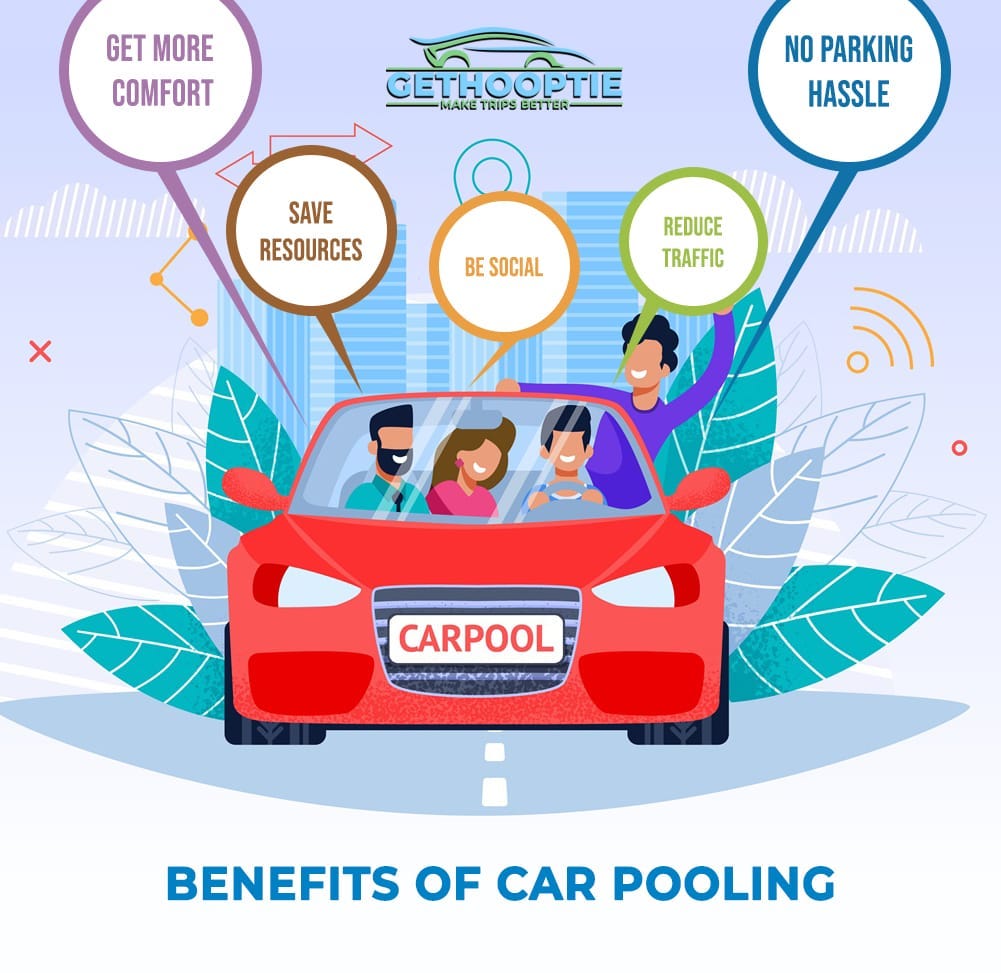 GET MORE
COMFORT
GETHOOPTIE
MAKE TRIPS BETTER
NO PARKING
HASSLE
SAVE
RESOURCES
BE SOCIAL
REDUCE
TRAFFIC
CARPOOL
BENEFITS OF CAR POOLING